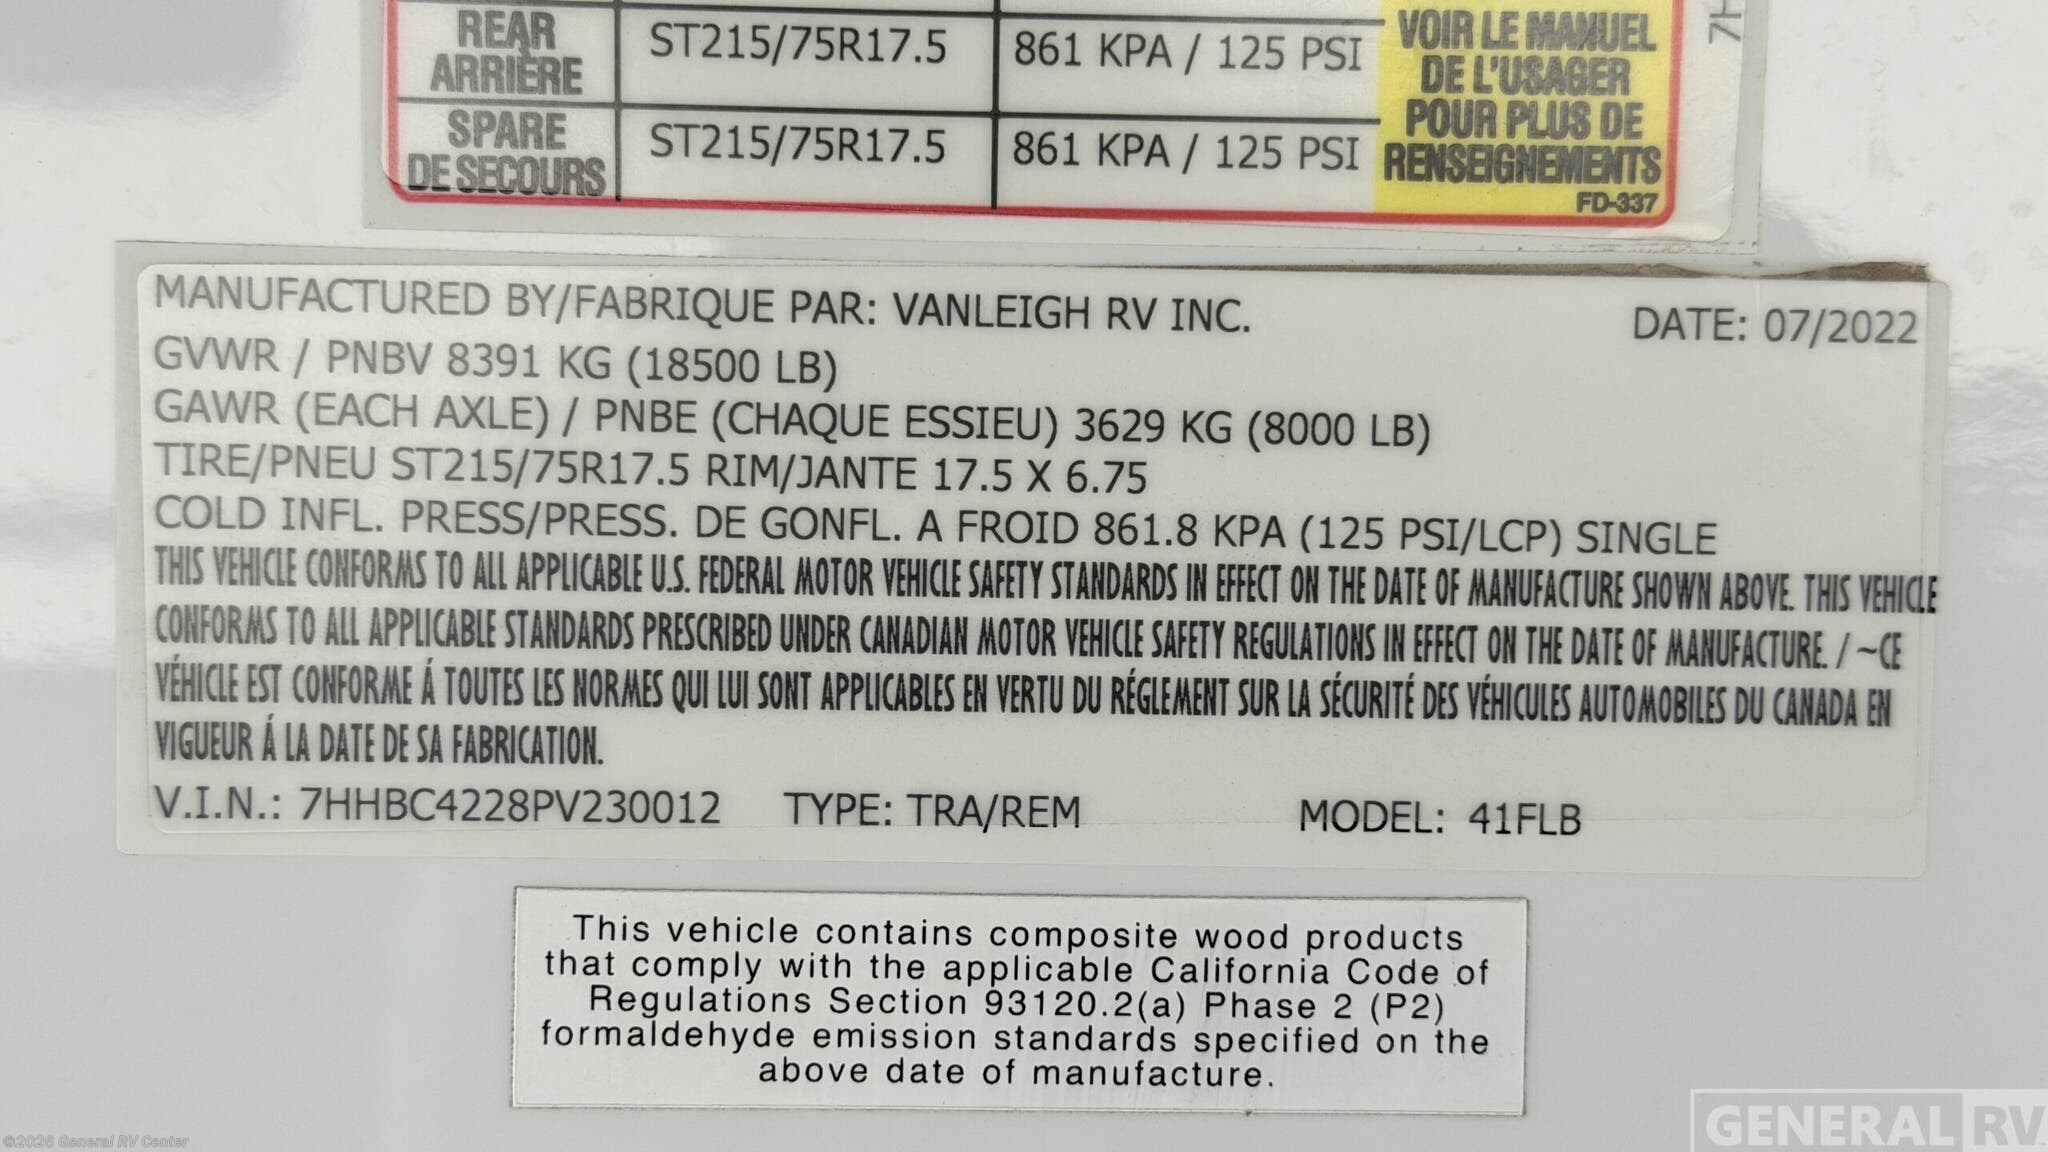 REAR ST215/75R17.5 861 KPA / 125 PSI
ARRIÈRE
SPARE ST215/75R17.5 861 KPA / 125 PSI
DE SECOURS
VOIR LE MANUEL
DE L'USAGER
POUR PLUS DE
RENSEIGNEMENTS
FD-337
7H
MANUFACTURED BY/FABRIQUE PAR: VANLEIGH RV INC. DATE: 07/2022
GVWR / PNBV 8391 KG (18500 LB)
GAWR (EACH AXLE) / PNBE (CHAQUE ESSIEU) 3629 KG (8000 LB)
TIRE/PNEU ST215/75R17.5 RIM/JANTE 17.5 X 6.75
COLD INFL. PRESS/PRESS. DE GONFL. A FROID 861.8 KPA (125 PSI/LCP) SINGLE
THIS VEHICLE CONFORMS TO ALL APPLICABLE U.S. FEDERAL MOTOR VEHICLE SAFETY STANDARDS IN EFFECT ON THE DATE OF MANUFACTURE SHOWN ABOVE. THIS VEHICLE
CONFORMS TO ALL APPLICABLE STANDARDS PRESCRIBED UNDER CANADIAN MOTOR VEHICLE SAFETY REGULATIONS IN EFFECT ON THE DATE OF MANUFACTURE. / ~CE
VÉHICLE EST CONFORME Á TOUTES LES NORMES QUI LUI SONT APPLICABLES EN VERTU DU RÉGLEMENT SUR LA SÉCURITÉ DES VÉHICULES AUTOMOBILES DU CANADA EN
VIGUEUR Á LA DATE DE SA FABRICATION.
V.I.N.: 7HHBC4228PV230012 TYPE: TRA/REM MODEL: 41FLB
This vehicle contains composite wood products
that comply with the applicable California Code of
Regulations Section 93120.2(a) Phase 2 (P2)
formaldehyde emission standards specified on the
above date of manufacture.
©2026 General RV Center
GENERAL RV